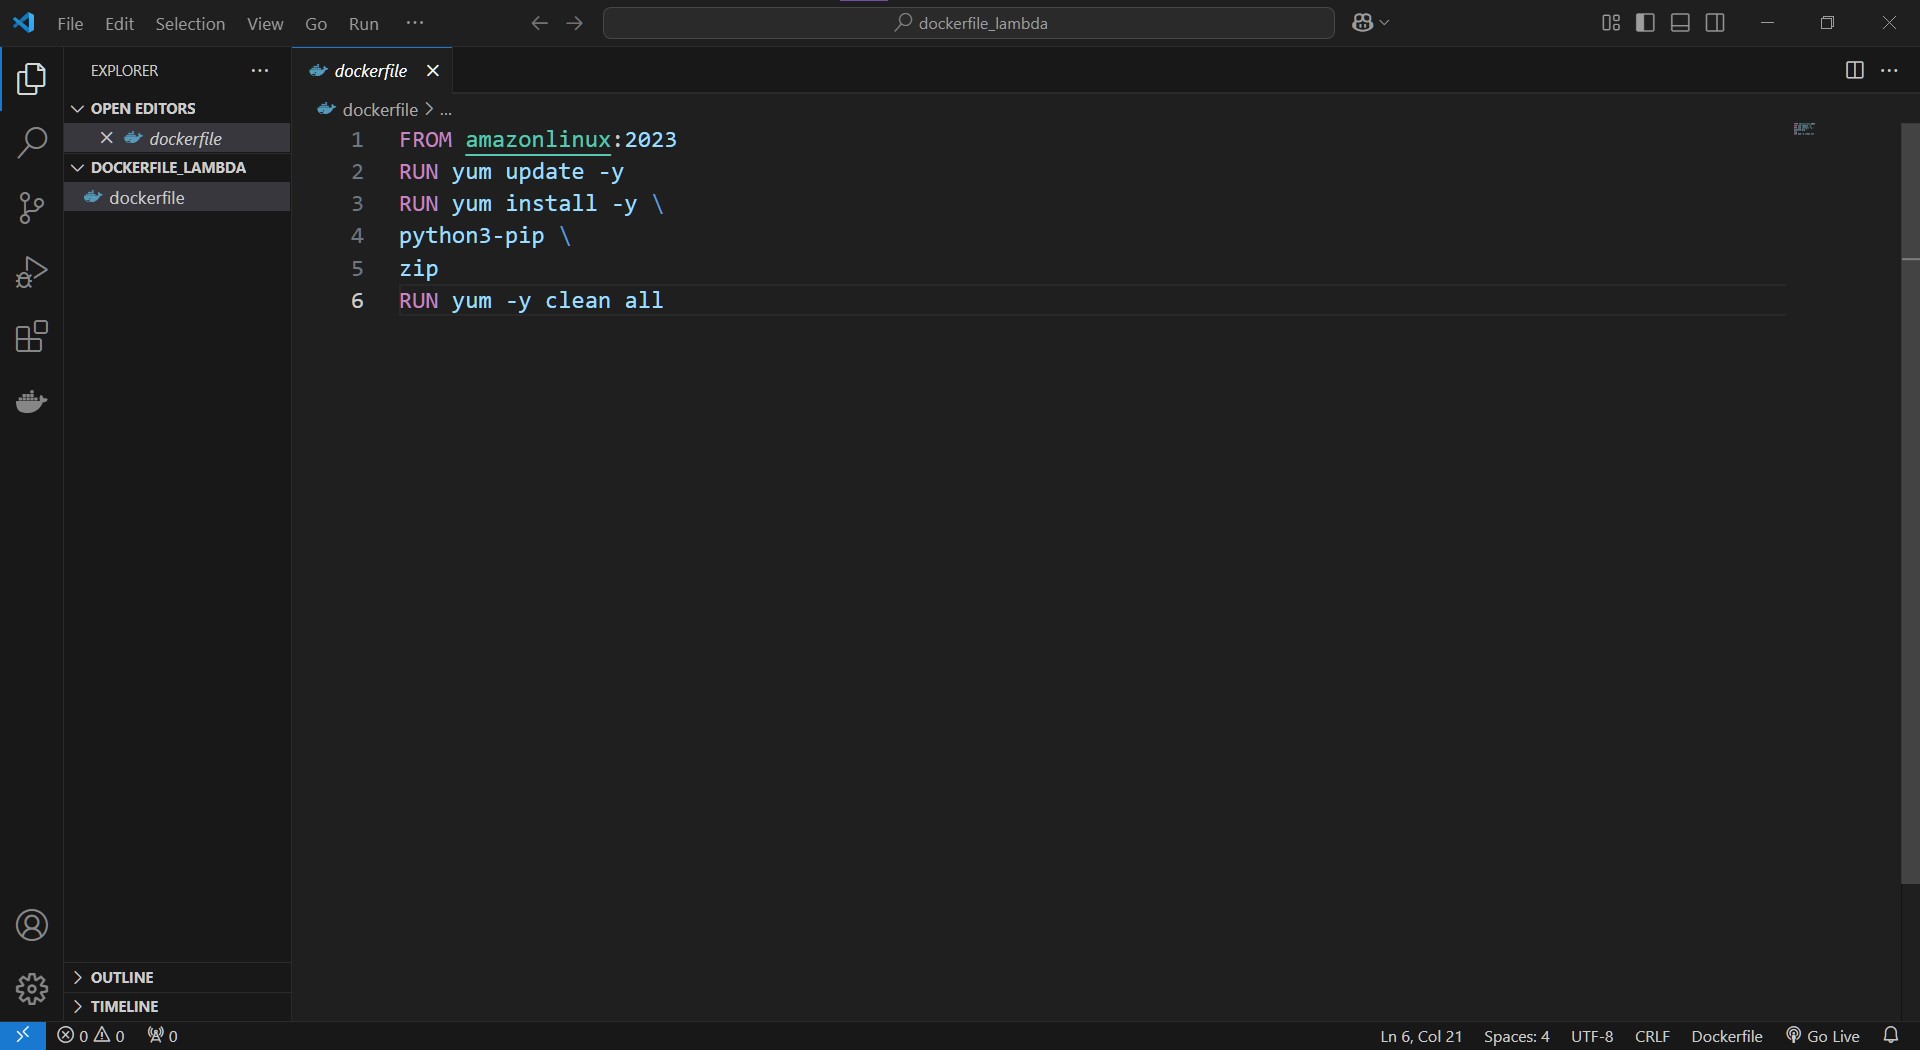 File Edit Selection View Go Run ···
dockerfile_lambda
EXPLORER ···
OPEN EDITORS
dockerfile
DOCKERFILE_LAMBDA
dockerfile
OUTLINE
TIMELINE
dockerfile
dockerfile > ...
1 FROM amazonlinux:2023
2 RUN yum update -y
3 RUN yum install -y \
4 python3-pip \
5 zip
6 RUN yum -y clean all
0 0 0
Ln 6, Col 21 Spaces: 4 UTF-8 CRLF Dockerfile Go Live